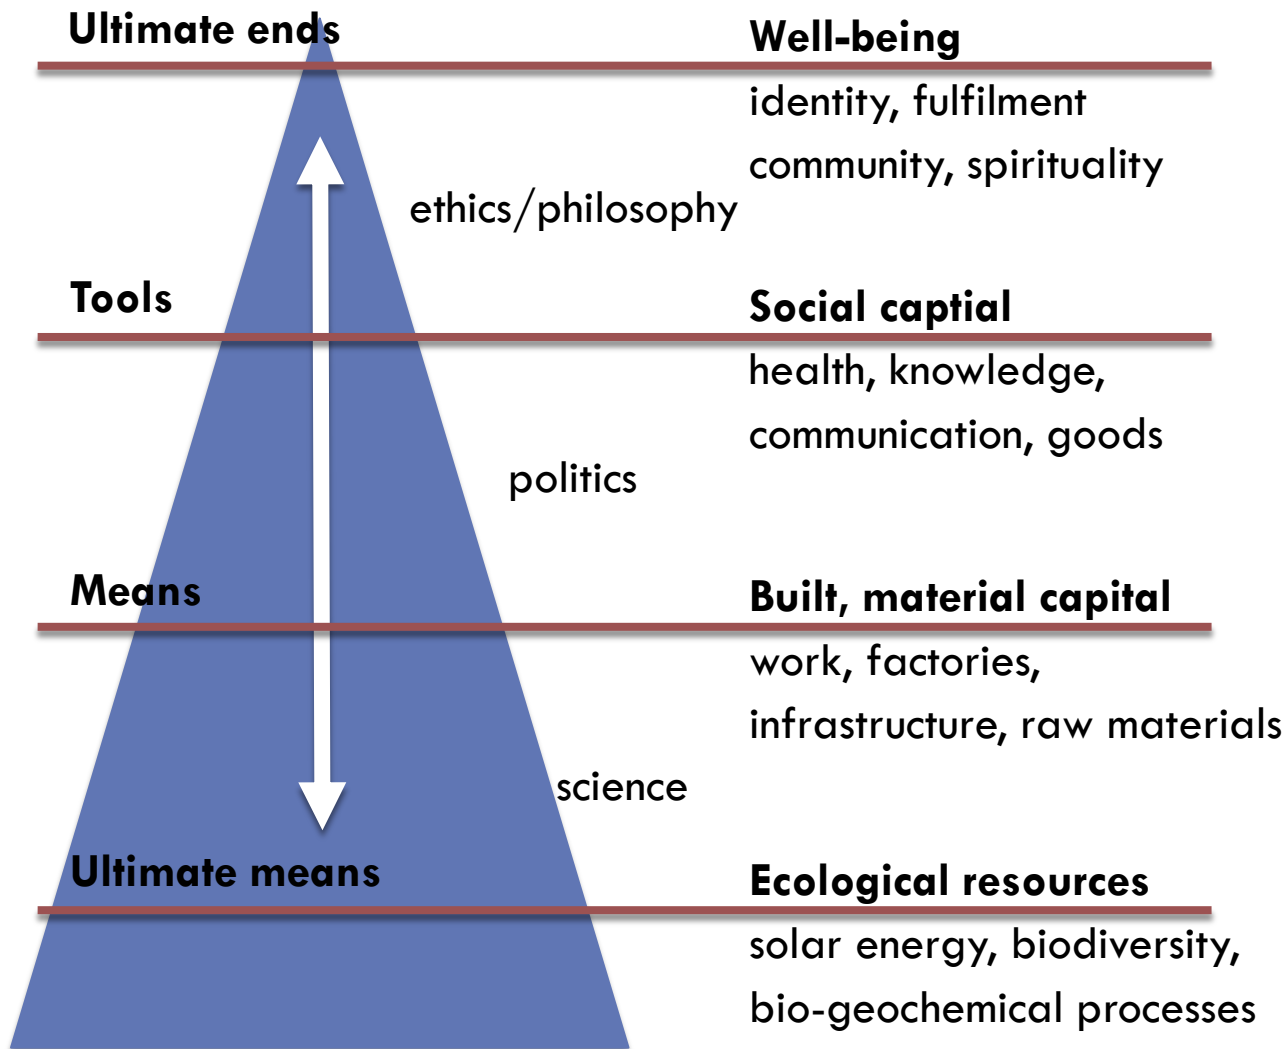 Ultimate ends
Well-being
identity, fulfilment
community, spirituality
ethics/philosophy
Tools
Social captial
health, knowledge,
communication, goods
politics
Means
Built, material capital
work, factories,
infrastructure, raw materials
science
Ultimate means
Ecological resources
solar energy, biodiversity,
bio-geochemical processes